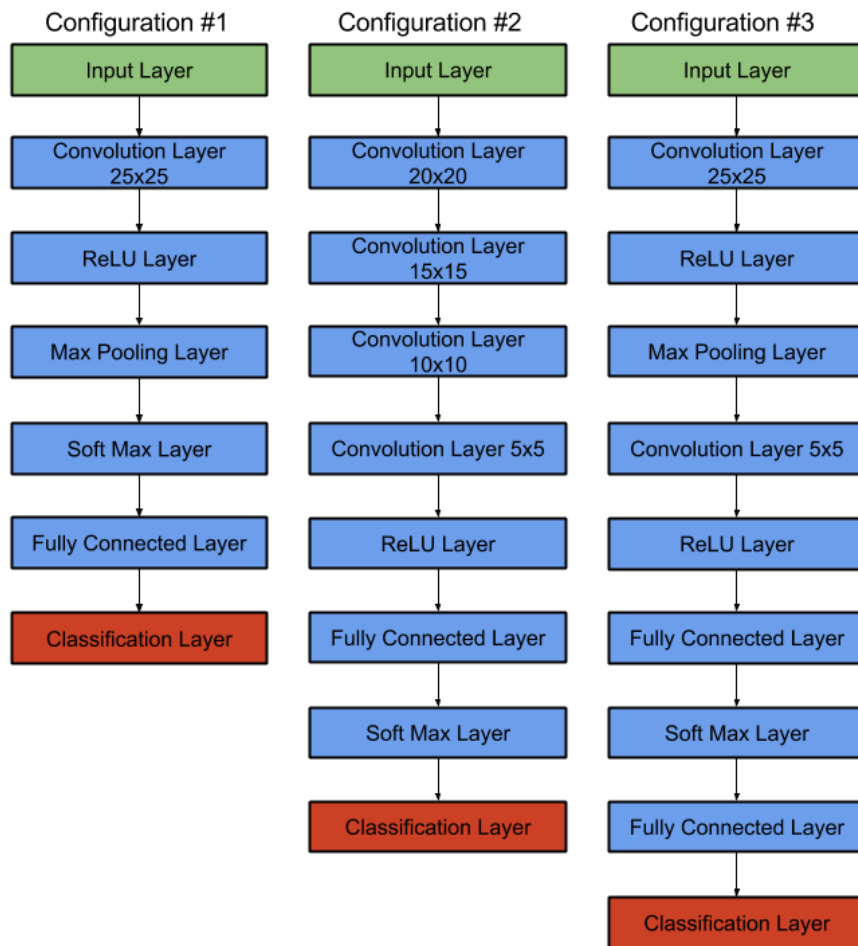 Configuration #1
Input Layer
Convolution Layer
25x25
ReLU Layer
Max Pooling Layer
Soft Max Layer
Fully Connected Layer
Classification Layer
Configuration #2
Input Layer
Convolution Layer
20x20
Convolution Layer
15x15
Convolution Layer
10x10
Convolution Layer 5x5
ReLU Layer
Fully Connected Layer
Soft Max Layer
Classification Layer
Configuration #3
Input Layer
Convolution Layer
25x25
ReLU Layer
Max Pooling Layer
Convolution Layer 5x5
ReLU Layer
Fully Connected Layer
Soft Max Layer
Fully Connected Layer
Classification Layer